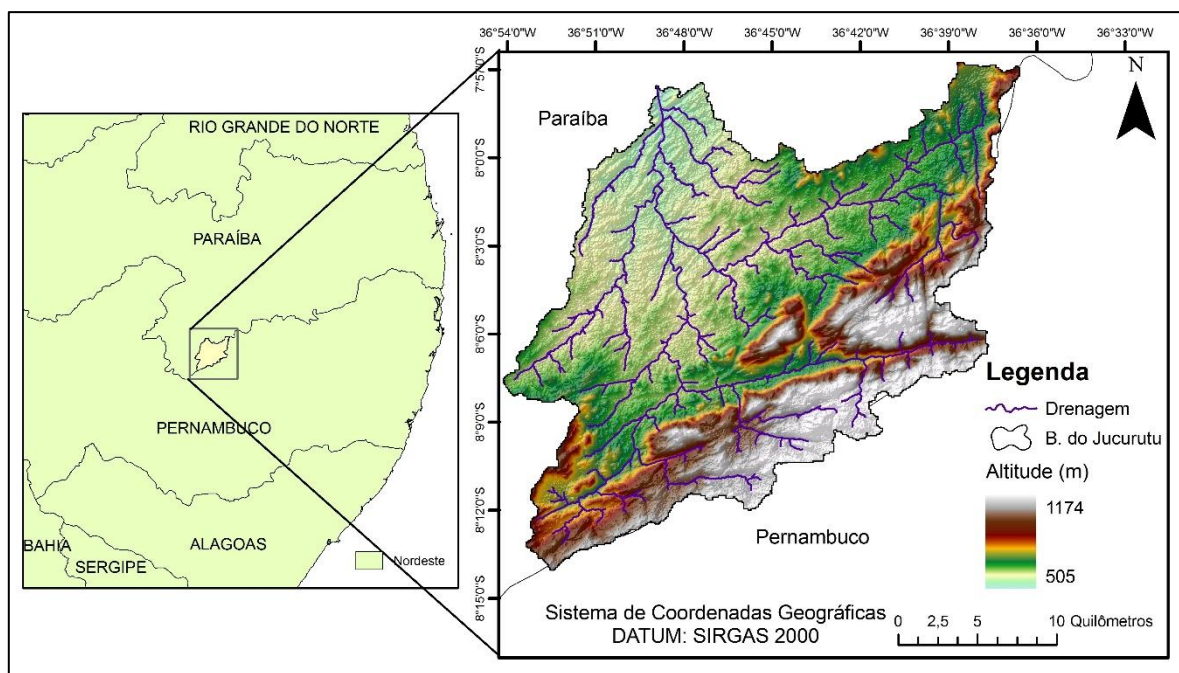 RIO GRANDE DO NORTE
PARAÍBA
PERNAMBUCO
BAHIA
SERGIPE
ALAGOAS
Nordeste
36°54'0"O 36°51'0"O 36°48'0"O 36°45'0"O 36°42'0"O 36°39'0"O 36°36'0"O 36°33'0"O
7°57'0"S
8°0'0"S
8°3'0"S
8°6'0"S
8°9'0"S
8°12'0"S
8°15'0"S
Paraíba
N
Pernambuco
Legenda
Drenagem
B. do Jucurutu
Altitude (m)
1174
505
Sistema de Coordenadas Geográficas
DATUM: SIRGAS 2000
0 2,5 5 10 Quilômetros